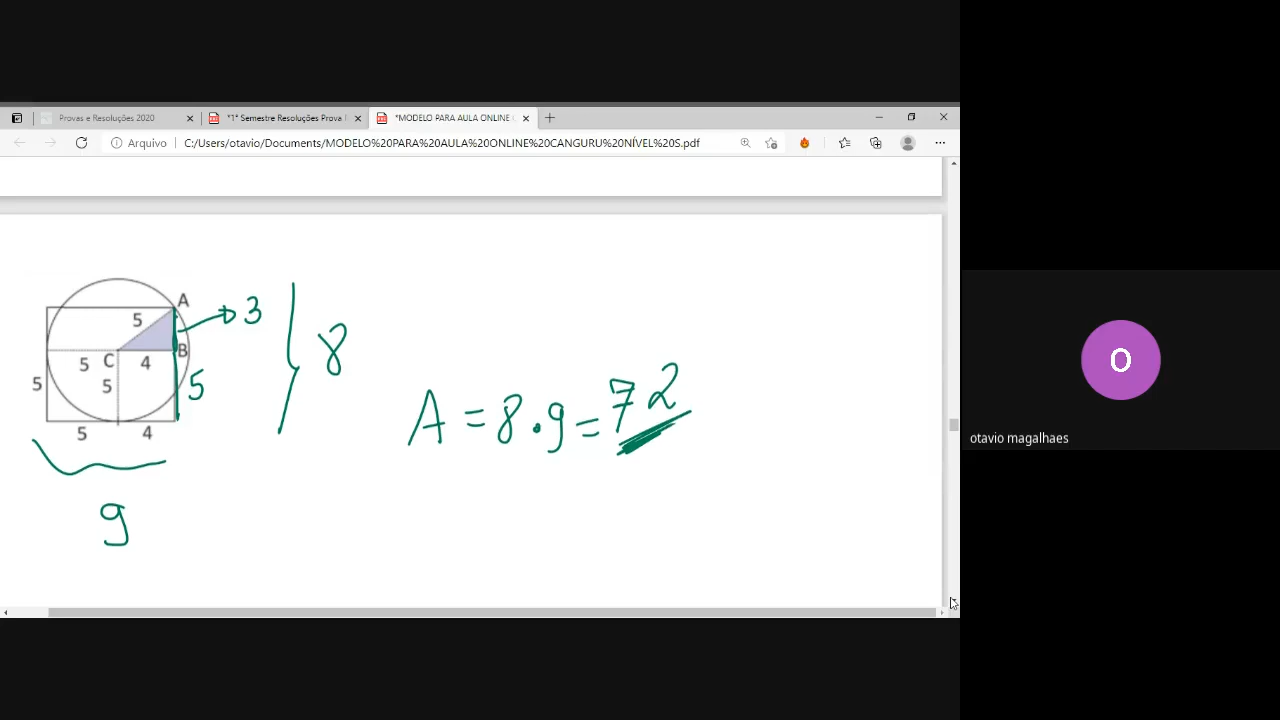 Provas e Resoluções 2020
*1° Semestre Resoluções Prova
*MODELO PARA AULA ONLINE
Arquivo
C:/Users/otavio/Documents/MODELO%20PARA%20AULA%20ONLINE%20CANGURU%20NÍVEL%20S.pdf
A
5
3
8
C
B
5
4
5
5
5
5
4
9
A = 8.9 = 72
O
otavio magalhaes